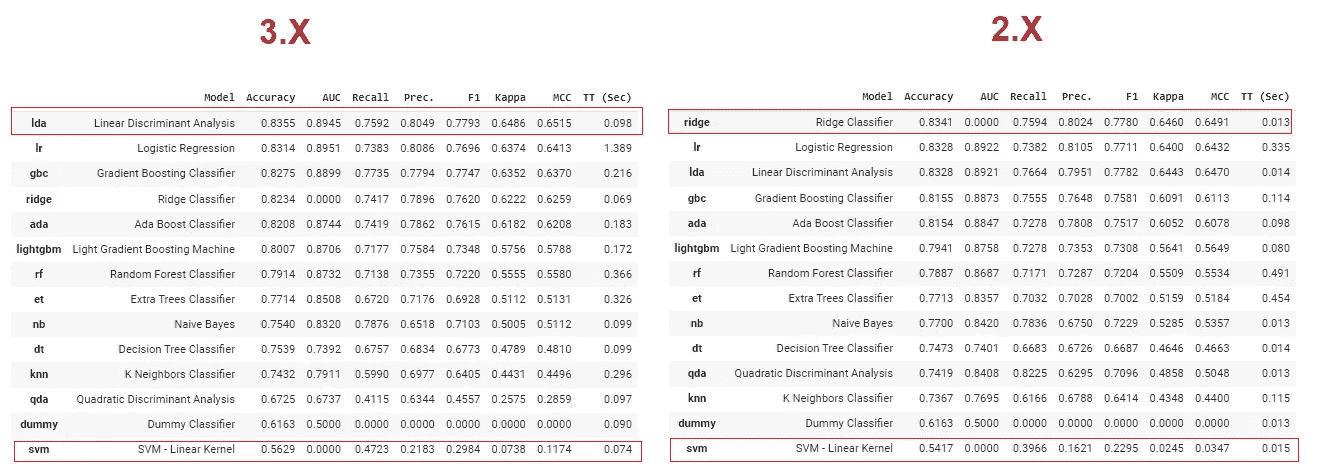 3.X
Model Accuracy AUC Recall Prec. F1 Kappa MCC TT (Sec)
lda Linear Discriminant Analysis 0.8355 0.8945 0.7592 0.8049 0.7793 0.6486 0.6515 0.098
lr Logistic Regression 0.8314 0.8951 0.7383 0.8086 0.7696 0.6374 0.6413 1.389
gbc Gradient Boosting Classifier 0.8275 0.8899 0.7735 0.7794 0.7747 0.6352 0.6370 0.216
ridge Ridge Classifier 0.8234 0.0000 0.7417 0.7896 0.7620 0.6222 0.6259 0.069
ada Ada Boost Classifier 0.8208 0.8744 0.7419 0.7862 0.7615 0.6182 0.6208 0.183
lightgbm Light Gradient Boosting Machine 0.8007 0.8706 0.7177 0.7584 0.7348 0.5756 0.5788 0.172
rf Random Forest Classifier 0.7914 0.8732 0.7138 0.7355 0.7220 0.5555 0.5580 0.366
et Extra Trees Classifier 0.7714 0.8508 0.6720 0.7176 0.6928 0.5112 0.5131 0.326
nb Naive Bayes 0.7540 0.8320 0.7876 0.6518 0.7103 0.5005 0.5112 0.099
dt Decision Tree Classifier 0.7539 0.7392 0.6757 0.6834 0.6773 0.4789 0.4810 0.099
knn K Neighbors Classifier 0.7432 0.7911 0.5990 0.6977 0.6405 0.4431 0.4496 0.296
qda Quadratic Discriminant Analysis 0.6725 0.6737 0.4115 0.6344 0.4557 0.2575 0.2859 0.097
dummy Dummy Classifier 0.6163 0.5000 0.0000 0.0000 0.0000 0.0000 0.0000 0.090
svm SVM - Linear Kernel 0.5629 0.0000 0.4723 0.2183 0.2984 0.0738 0.1174 0.074
2.X
Model Accuracy AUC Recall Prec. F1 Kappa MCC TT (Sec)
ridge Ridge Classifier 0.8341 0.0000 0.7594 0.8024 0.7780 0.6460 0.6491 0.013
lr Logistic Regression 0.8328 0.8922 0.7382 0.8105 0.7711 0.6400 0.6432 0.335
lda Linear Discriminant Analysis 0.8328 0.8921 0.7664 0.7951 0.7782 0.6443 0.6470 0.014
gbc Gradient Boosting Classifier 0.8155 0.8873 0.7555 0.7648 0.7581 0.6091 0.6113 0.114
ada Ada Boost Classifier 0.8154 0.8847 0.7278 0.7808 0.7517 0.6052 0.6078 0.098
lightgbm Light Gradient Boosting Machine 0.7941 0.8758 0.7278 0.7353 0.7308 0.5641 0.5649 0.080
rf Random Forest Classifier 0.7887 0.8687 0.7171 0.7287 0.7204 0.5509 0.5534 0.491
et Extra Trees Classifier 0.7713 0.8357 0.7032 0.7028 0.7002 0.5159 0.5184 0.454
nb Naive Bayes 0.7700 0.8420 0.7836 0.6750 0.7229 0.5285 0.5357 0.013
dt Decision Tree Classifier 0.7473 0.7401 0.6683 0.6726 0.6687 0.4646 0.4663 0.014
qda Quadratic Discriminant Analysis 0.7419 0.8408 0.8225 0.6295 0.7096 0.4858 0.5048 0.013
knn K Neighbors Classifier 0.7367 0.7695 0.6166 0.6788 0.6414 0.4348 0.4400 0.115
dummy Dummy Classifier 0.6163 0.5000 0.0000 0.0000 0.0000 0.0000 0.0000 0.013
svm SVM - Linear Kernel 0.5417 0.0000 0.3966 0.1621 0.2295 0.0245 0.0347 0.015